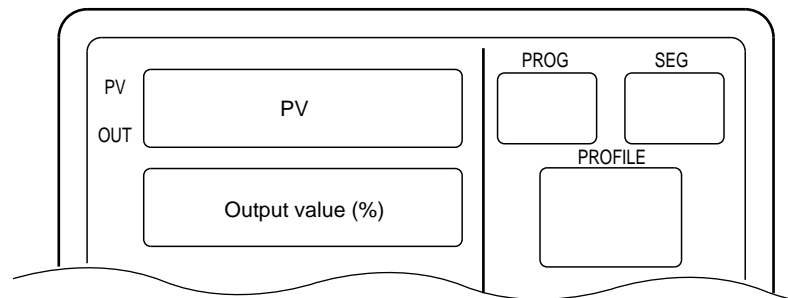 PROG SEG
PV PV
OUT
PROFILE
Output value (%)